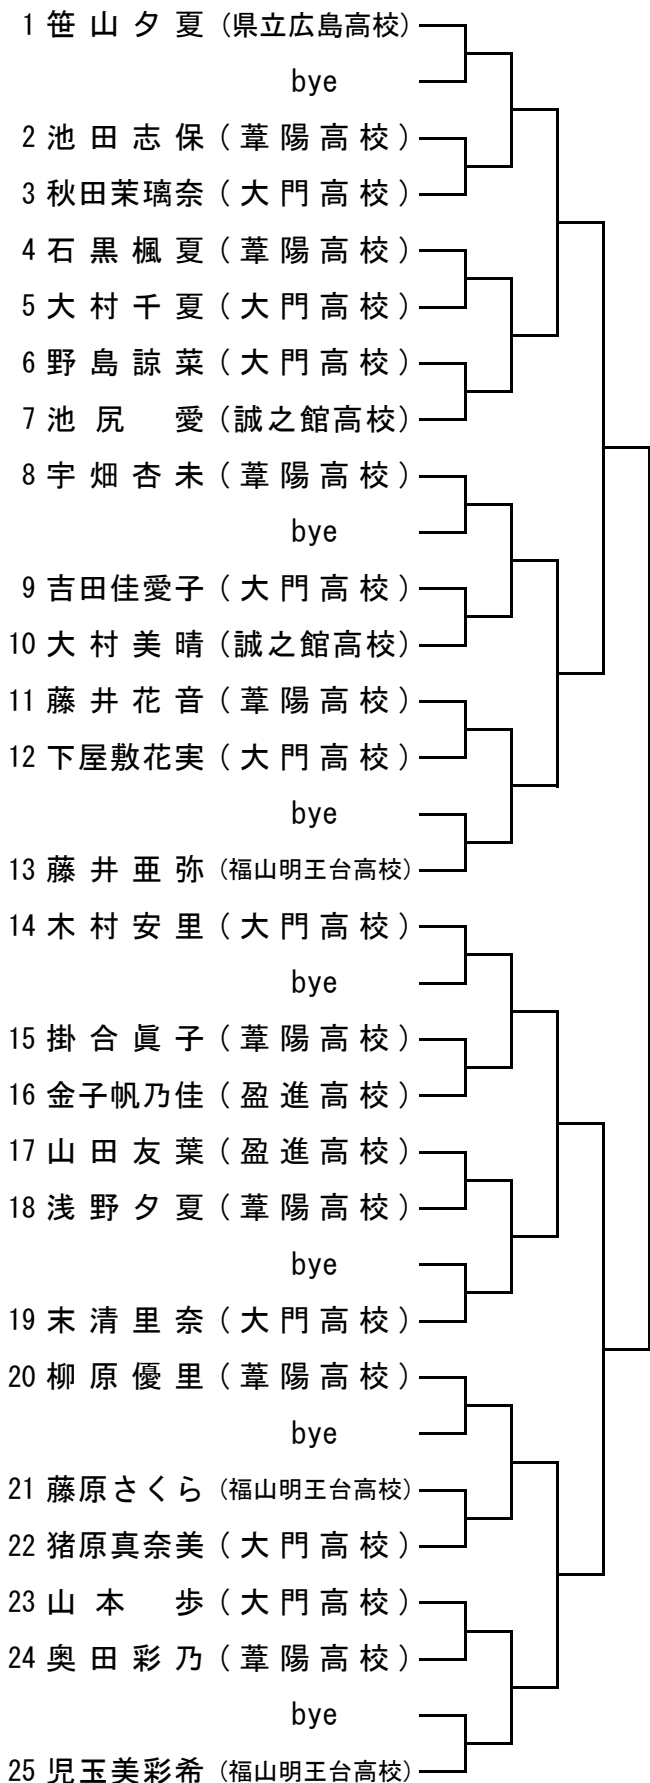 1 笹山夕夏 (県立広島高校)
bye
2 池田志保 (葦陽高校)
3 秋田茉璃奈 (大門高校)
4 石黒楓夏 (葦陽高校)
5 大村千夏 (大門高校)
6 野島諒菜 (大門高校)
7 池尻 愛 (誠之館高校)
8 宇畑杏未 (葦陽高校)
bye
9 吉田佳愛子 (大門高校)
10 大村美晴 (誠之館高校)
11 藤井花音 (葦陽高校)
12 下屋敷花実 (大門高校)
bye
13 藤井亜弥 (福山明王台高校)
14 木村安里 (大門高校)
bye
15 掛合眞子 (葦陽高校)
16 金子帆乃佳 (盈進高校)
17 山田友葉 (盈進高校)
18 浅野夕夏 (葦陽高校)
bye
19 末清里奈 (大門高校)
20 柳原優里 (葦陽高校)
bye
21 藤原さくら (福山明王台高校)
22 猪原真奈美 (大門高校)
23 山本 歩 (大門高校)
24 奥田彩乃 (葦陽高校)
bye
25 児玉美彩希 (福山明王台高校)